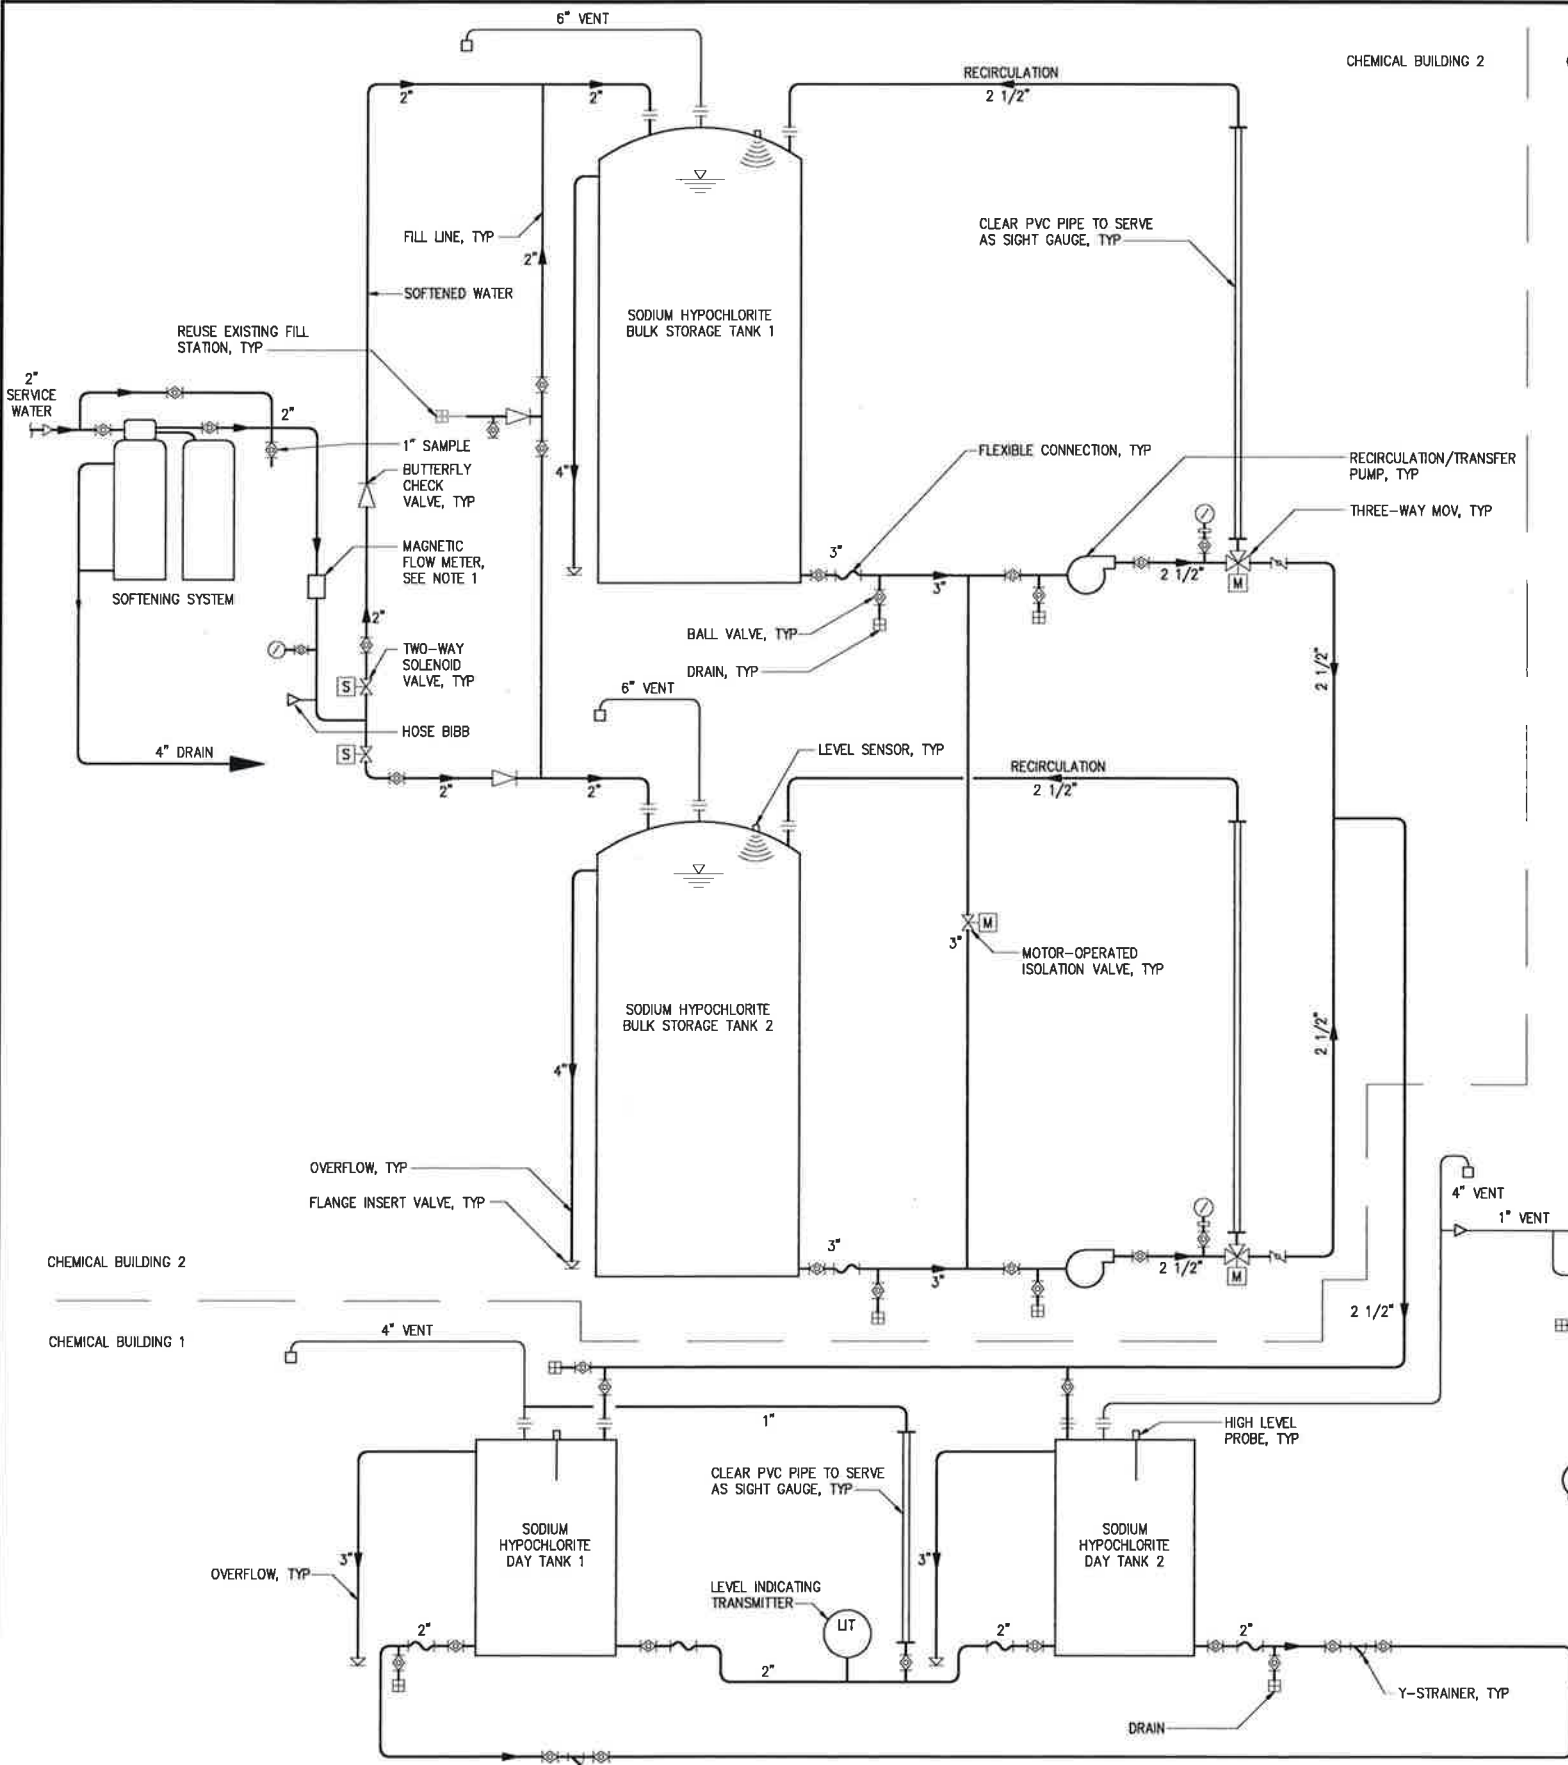 6" VENT
CHEMICAL BUILDING 2
RECIRCULATION
2"
2"
2 1/2"
FILL LINE, TYP
CLEAR PVC PIPE TO SERVE
AS SIGHT GAUGE, TYP
2"
SOFTENED WATER
SODIUM HYPOCHLORITE
BULK STORAGE TANK 1
REUSE EXISTING FILL
STATION, TYP
2"
SERVICE
WATER
2"
1" SAMPLE
BUTTERFLY
CHECK
VALVE, TYP
4"
FLEXIBLE CONNECTION, TYP
RECIRCULATION/TRANSFER
PUMP, TYP
THREE-WAY MOV, TYP
MAGNETIC
FLOW METER,
SEE NOTE 1
3"
3"
2 1/2"
M
SOFTENING SYSTEM
2"
BALL VALVE, TYP
DRAIN, TYP
TWO-WAY
SOLENOID
VALVE, TYP
S
2 1/2"
6" VENT
HOSE BIBB
4" DRAIN
S
LEVEL SENSOR, TYP
RECIRCULATION
2"
2"
2 1/2"
M
3"
MOTOR-OPERATED
ISOLATION VALVE, TYP
SODIUM HYPOCHLORITE
BULK STORAGE TANK 2
2 1/2"
4"
OVERFLOW, TYP
FLANGE INSERT VALVE, TYP
4" VENT
1" VENT
3"
3"
2 1/2"
M
CHEMICAL BUILDING 2
2 1/2"
CHEMICAL BUILDING 1
4" VENT
1"
HIGH LEVEL
PROBE, TYP
CLEAR PVC PIPE TO SERVE
AS SIGHT GAUGE, TYP
SODIUM
HYPOCHLORITE
DAY TANK 1
SODIUM
HYPOCHLORITE
DAY TANK 2
3"
3"
OVERFLOW, TYP
LEVEL INDICATING
TRANSMITTER
LIT
2"
2"
2"
2"
Y-STRAINER, TYP
DRAIN